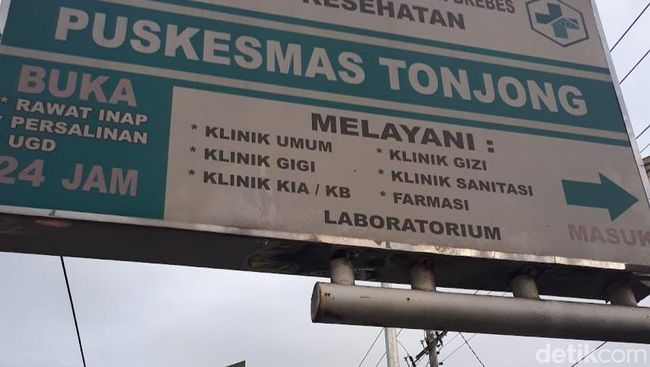 BREBES
KESEHATAN
PUSKESMAS TONJONG
BUKA
* RAWAT INAP
* PERSALINAN
UGD
24 JAM
MELAYANI :
* KLINIK UMUM
* KLINIK GIGI
* KLINIK KIA / KB
* KLINIK GIZI
* KLINIK SANITASI
* FARMASI
LABORATORIUM
MASUK
detikcom